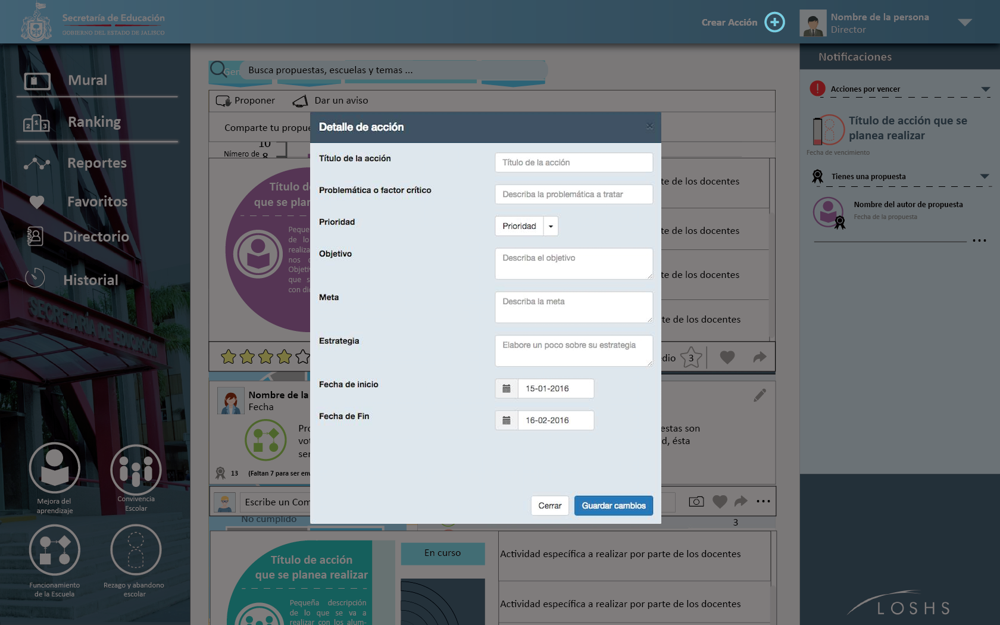 Secretaría de Educación
GOBIERNO DEL ESTADO DE JALISCO
Crear Acción
Nombre de la persona
Director
Mural
Ranking
2 1 3
Reportes
Favoritos
Directorio
Historial
SECRETARÍA DE EDUCACIÓN
Mejora del
aprendizaje
Convivencia
Escolar
Funcionamiento
de la Escuela
Rezago y abandono
escolar
Busca propuestas, escuelas y temas ...
Proponer
Dar un aviso
Comparte tu propue
10
Número de
8
Título d
que se plan
Peque
de lo
realiza
nos
Objeti
que s
con di
te de los docentes
te de los docentes
te de los docentes
te de los docentes
dio
3
Nombre de la
Fecha
Pro
vot
ser
estas son
d, ésta
13
(Faltan 7 para ser env
Escribe un Com
No cumplido
3
Detalle de acción
×
Título de la acción
Título de la acción
Problemática o factor crítico
Describa la problemática a tratar
Prioridad
Prioridad
Objetivo
Describa el objetivo
Meta
Describa la meta
Estrategia
Elabore un poco sobre su estrategia
Fecha de inicio
15-01-2016
Fecha de Fin
16-02-2016
Cerrar
Guardar cambios
Título de acción
que se planea realizar
Pequeña descripción
de lo que se va a
realizar con los alum-
En curso
Actividad específica a realizar por parte de los docentes
Actividad específica a realizar por parte de los docentes
Notificaciones
Acciones por vencer
Título de acción que se
planea realizar
Fecha de vencimiento
Tienes una propuesta
Nombre del autor de propuesta
Fecha de la propuesta
LOSHS